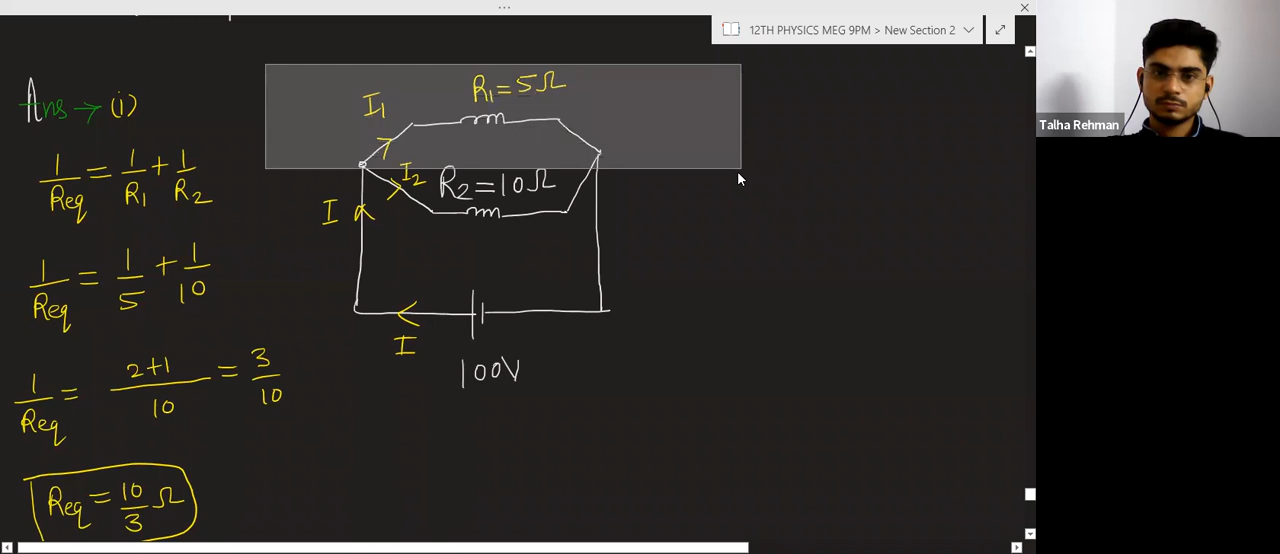 12TH PHYSICS MEG 9PM > New Section 2
Talha Rehman
Ans → (i)
1/Req = 1/R1 + 1/R2
1/Req = 1/5 + 1/10
1/Req = 2+1/10 = 3/10
Req = 10/3 Ω
R1 = 5Ω
I1
I2
R2 = 10Ω
I
I
100V